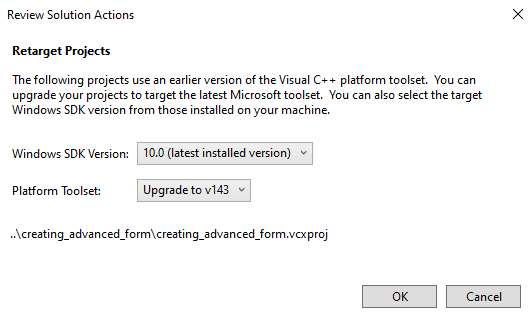 Review Solution Actions
Retarget Projects
The following projects use an earlier version of the Visual C++ platform toolset.  You can
upgrade your projects to target the latest Microsoft toolset.  You can also select the target
Windows SDK version from those installed on your machine.
Windows SDK Version: 10.0 (latest installed version)
Platform Toolset: Upgrade to v143
..\creating_advanced_form\creating_advanced_form.vcxproj
OK Cancel